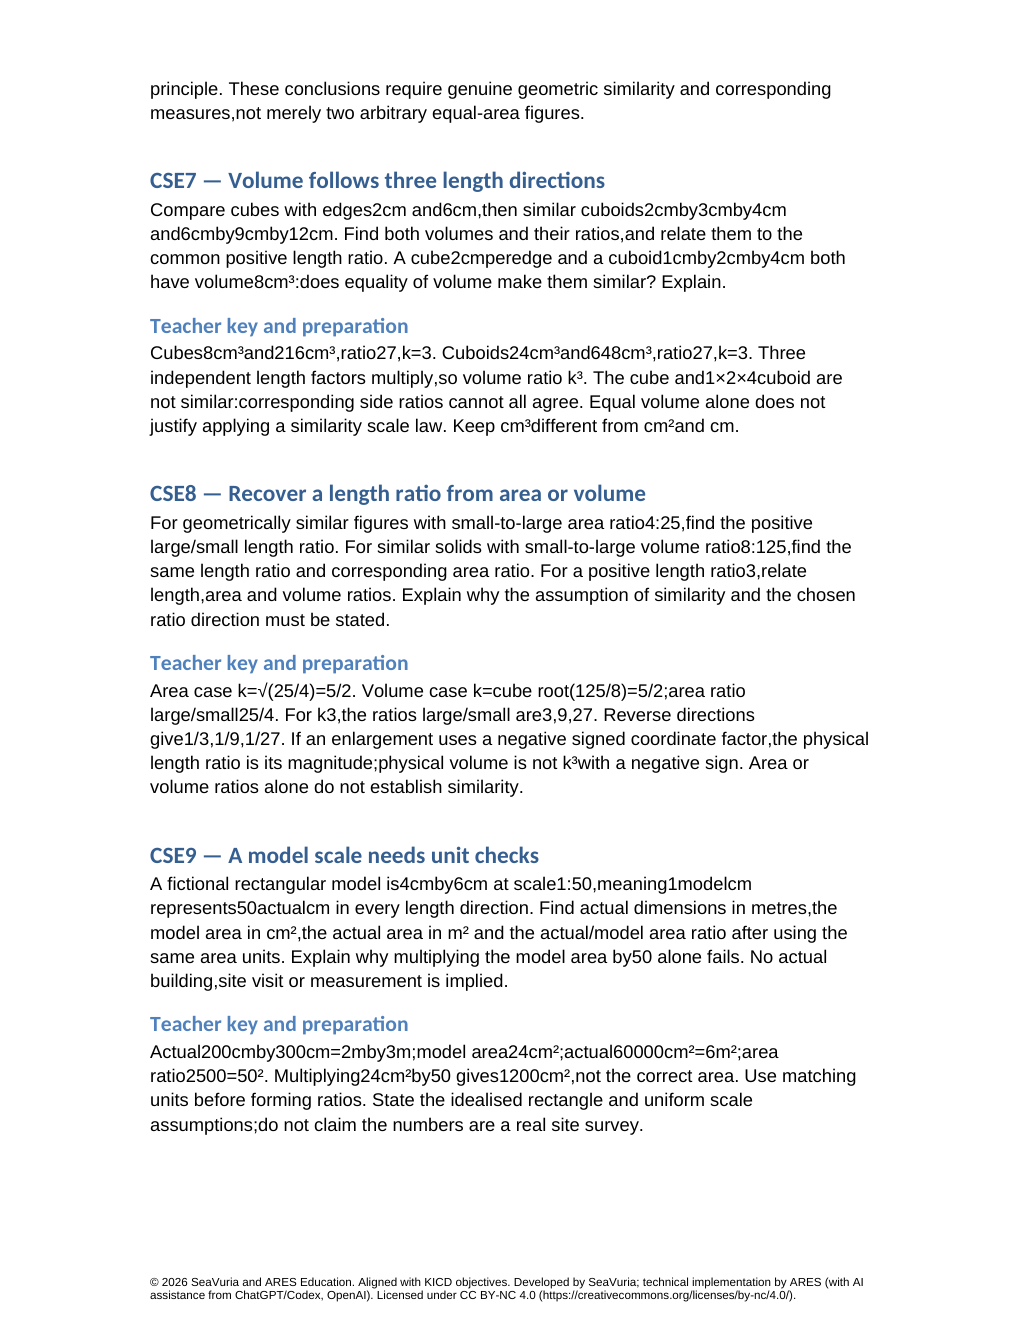 principle. These conclusions require genuine geometric similarity and corresponding
measures,not merely two arbitrary equal-area figures.
CSE7 — Volume follows three length directions
Compare cubes with edges2cm and6cm,then similar cuboids2cmby3cmby4cm
and6cmby9cmby12cm. Find both volumes and their ratios,and relate them to the
common positive length ratio. A cube2cmperedge and a cuboid1cmby2cmby4cm both
have volume8cm³:does equality of volume make them similar? Explain.
Teacher key and preparation
Cubes8cm³and216cm³,ratio27,k=3. Cuboids24cm³and648cm³,ratio27,k=3. Three
independent length factors multiply,so volume ratio k³. The cube and1×2×4cuboid are
not similar:corresponding side ratios cannot all agree. Equal volume alone does not
justify applying a similarity scale law. Keep cm³different from cm²and cm.
CSE8 — Recover a length ratio from area or volume
For geometrically similar figures with small-to-large area ratio4:25,find the positive
large/small length ratio. For similar solids with small-to-large volume ratio8:125,find the
same length ratio and corresponding area ratio. For a positive length ratio3,relate
length,area and volume ratios. Explain why the assumption of similarity and the chosen
ratio direction must be stated.
Teacher key and preparation
Area case k=√(25/4)=5/2. Volume case k=cube root(125/8)=5/2;area ratio
large/small25/4. For k3,the ratios large/small are3,9,27. Reverse directions
give1/3,1/9,1/27. If an enlargement uses a negative signed coordinate factor,the physical
length ratio is its magnitude;physical volume is not k³with a negative sign. Area or
volume ratios alone do not establish similarity.
CSE9 — A model scale needs unit checks
A fictional rectangular model is4cmby6cm at scale1:50,meaning1modelcm
represents50actualcm in every length direction. Find actual dimensions in metres,the
model area in cm²,the actual area in m² and the actual/model area ratio after using the
same area units. Explain why multiplying the model area by50 alone fails. No actual
building,site visit or measurement is implied.
Teacher key and preparation
Actual200cmby300cm=2mby3m;model area24cm²;actual60000cm²=6m²;area
ratio2500=50². Multiplying24cm²by50 gives1200cm²,not the correct area. Use matching
units before forming ratios. State the idealised rectangle and uniform scale
assumptions;do not claim the numbers are a real site survey.
© 2026 SeaVuria and ARES Education. Aligned with KICD objectives. Developed by SeaVuria; technical implementation by ARES (with AI
assistance from ChatGPT/Codex, OpenAI). Licensed under CC BY-NC 4.0 (https://creativecommons.org/licenses/by-nc/4.0/).